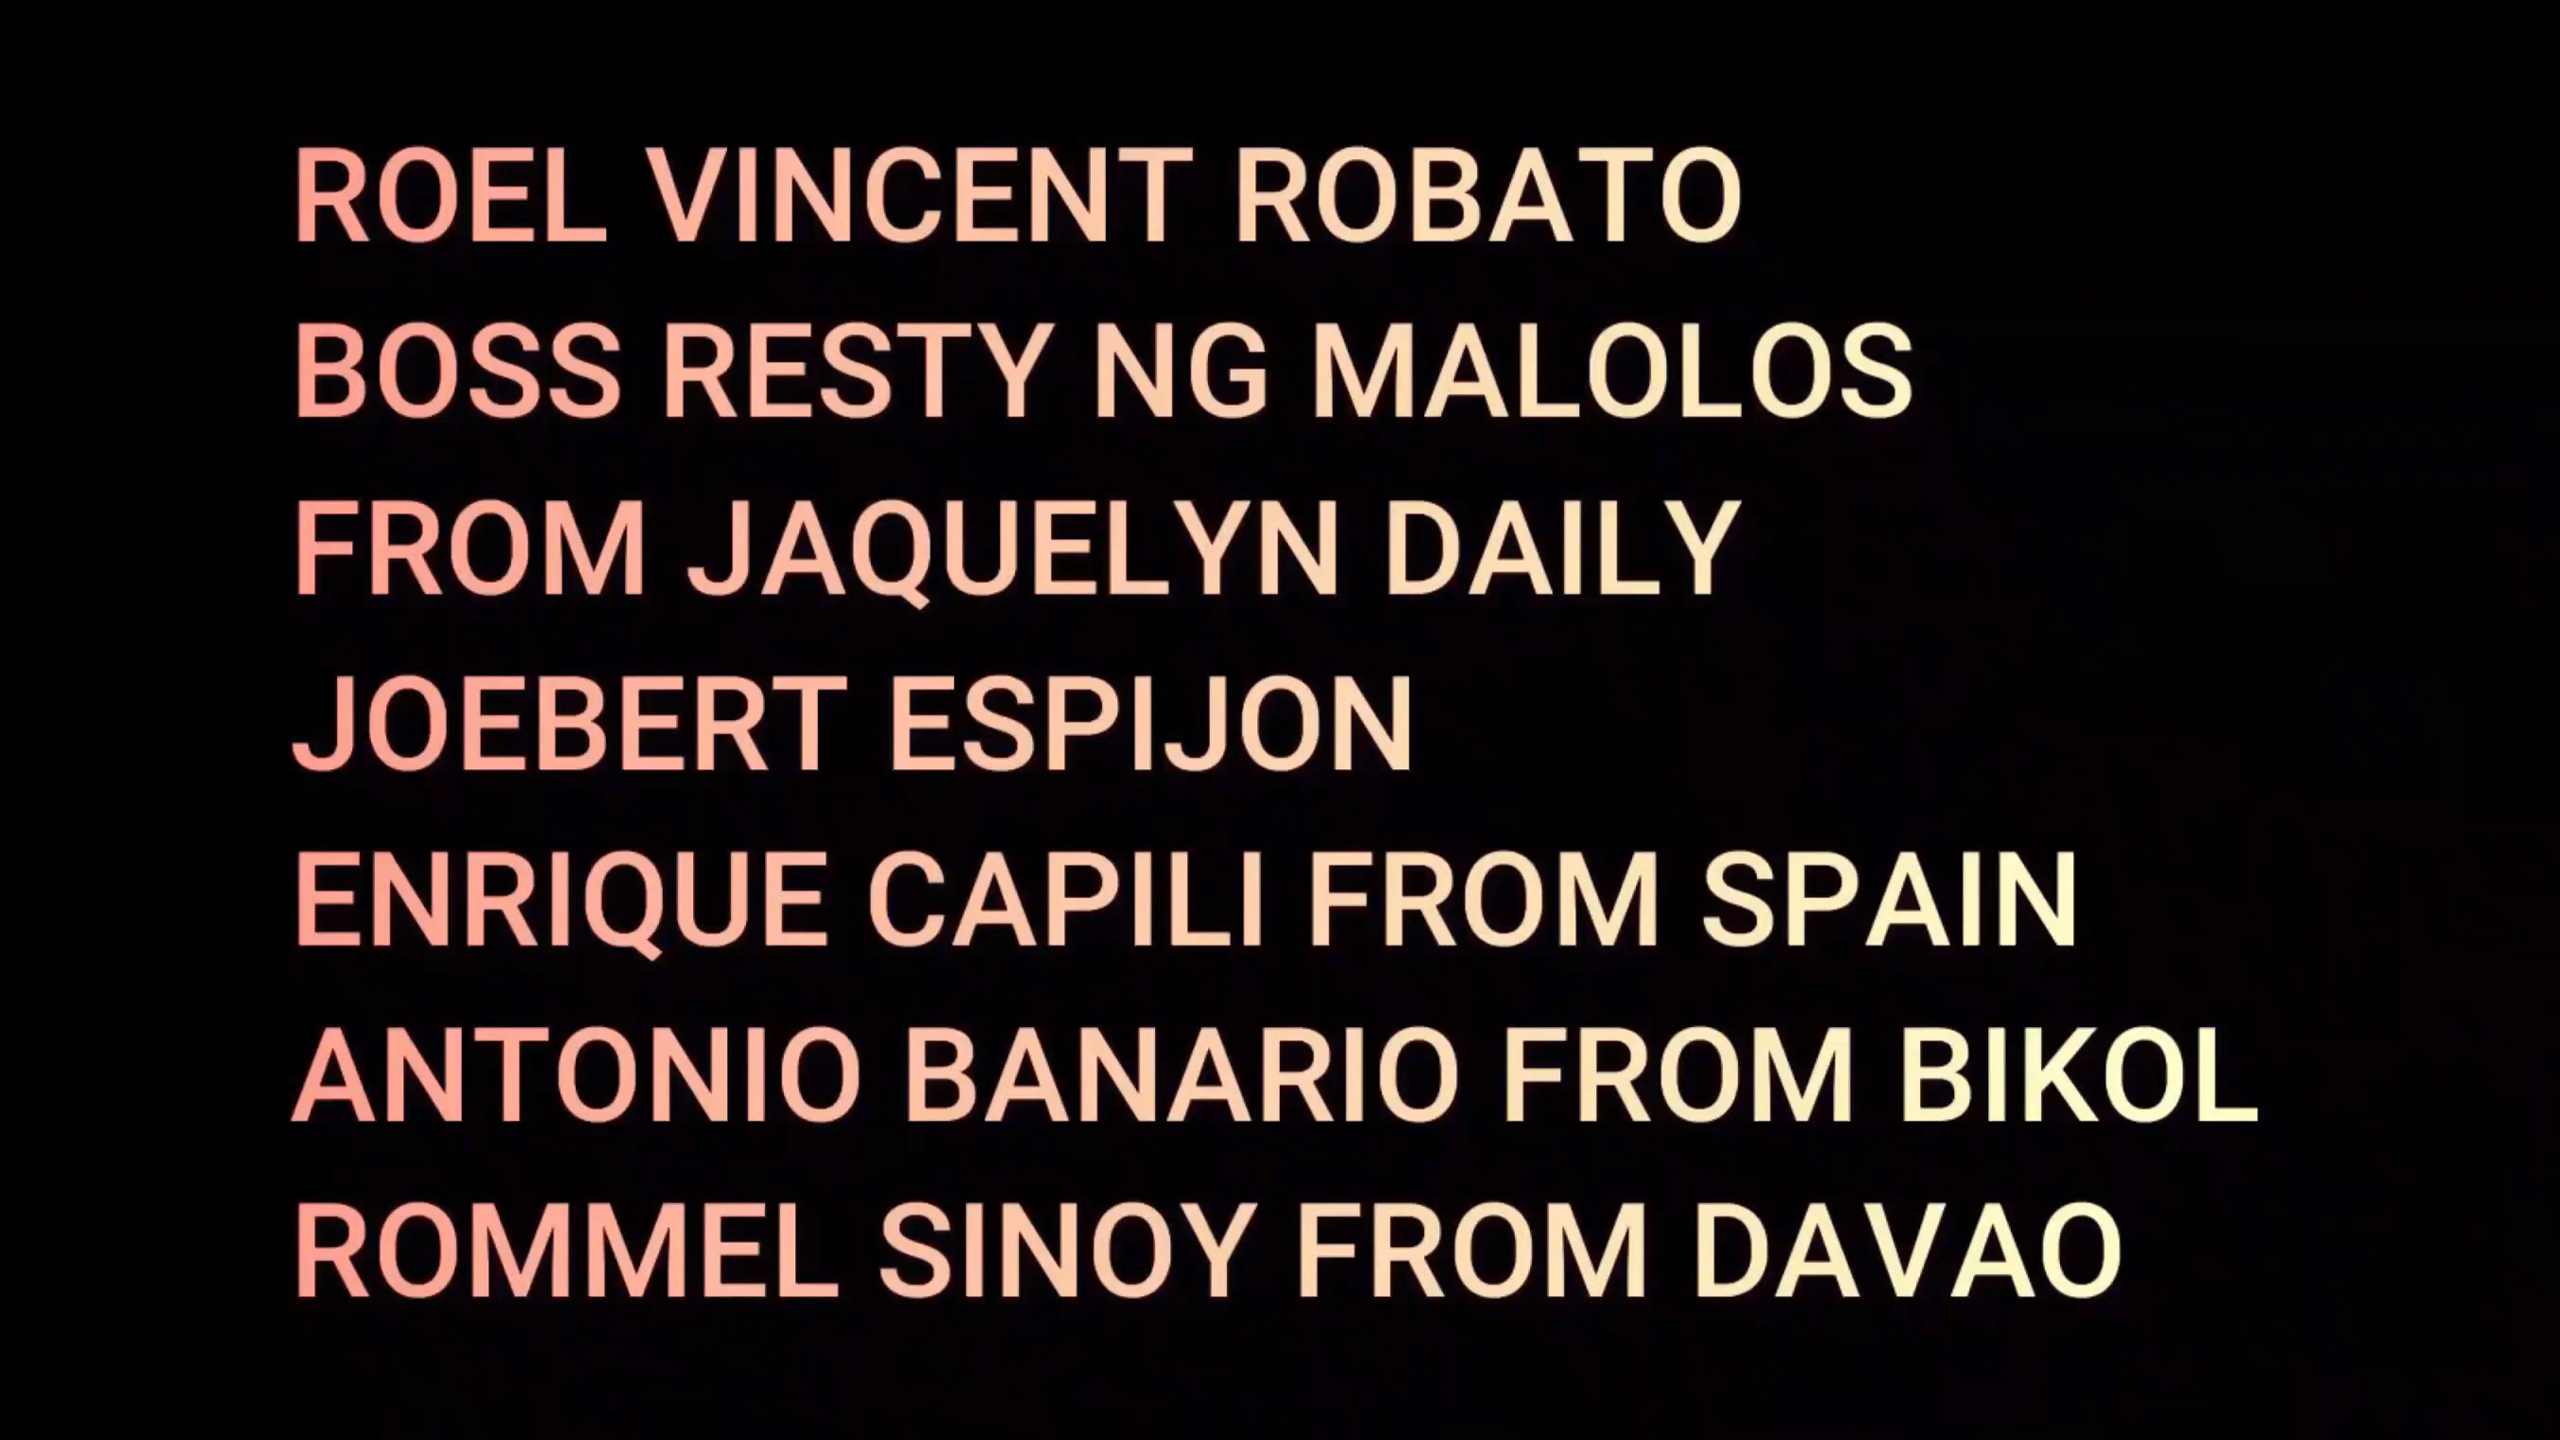 ROEL VINCENT ROBATO
BOSS RESTY NG MALOLOS
FROM JAQUELYN DAILY
JOEBERT ESPIJON
ENRIQUE CAPILI FROM SPAIN
ANTONIO BANARIO FROM BIKOL
ROMMEL SINOY FROM DAVAO